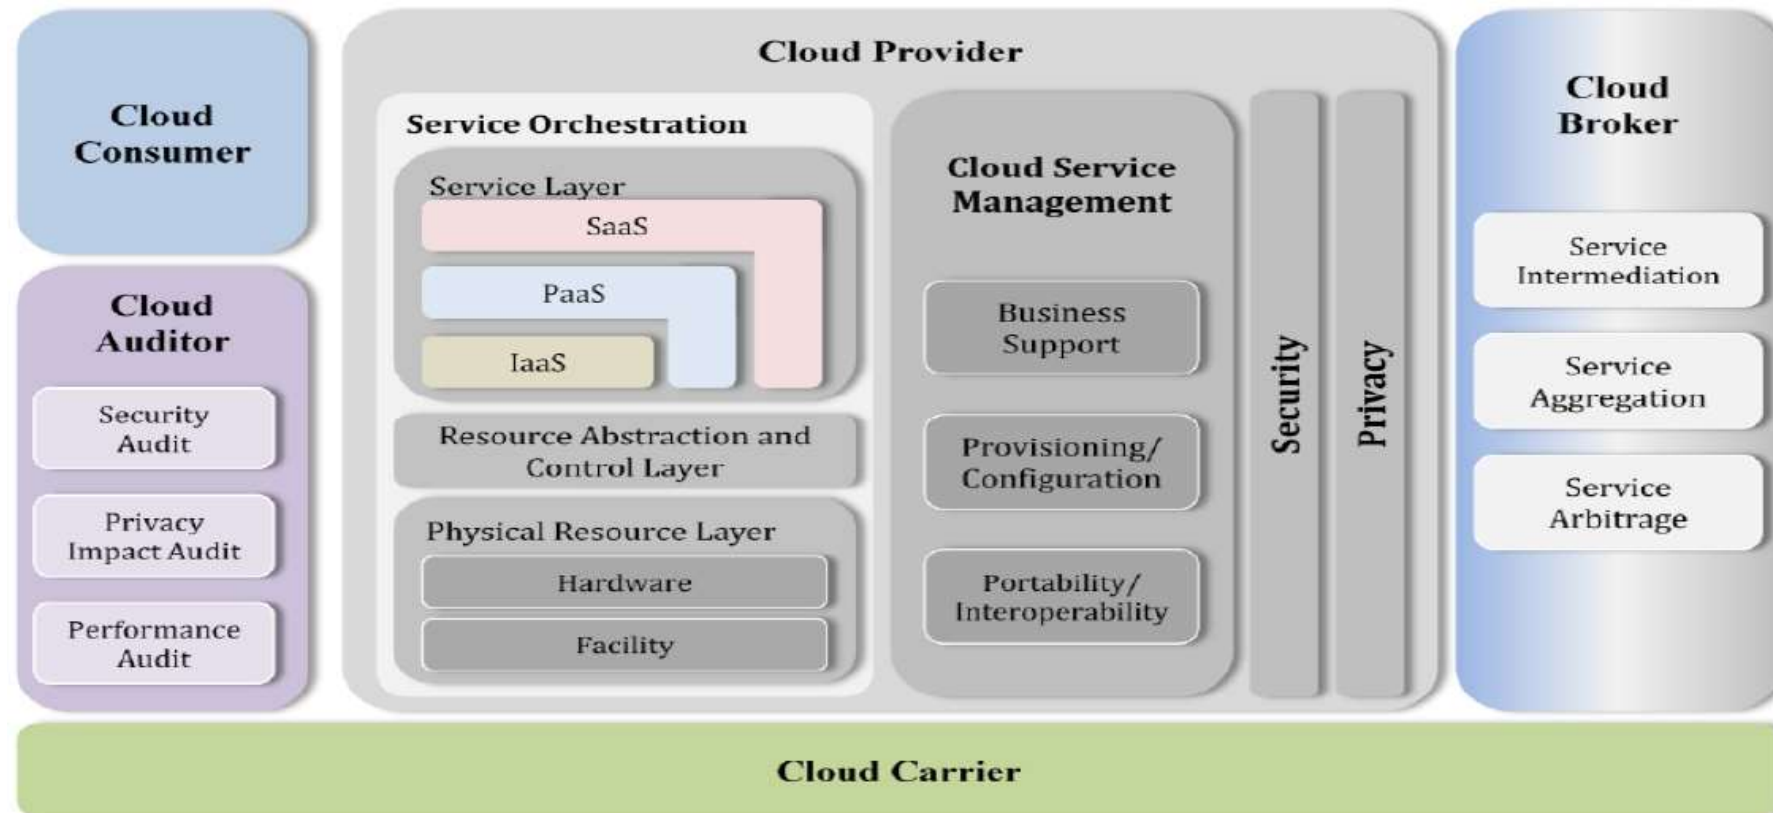 Cloud
Consumer
Cloud
Auditor
Security
Audit
Privacy
Impact Audit
Performance
Audit
Cloud Provider
Service Orchestration
Service Layer
SaaS
PaaS
IaaS
Resource Abstraction and
Control Layer
Physical Resource Layer
Hardware
Facility
Cloud Service
Management
Business
Support
Provisioning/
Configuration
Portability/
Interoperability
Security
Privacy
Cloud
Broker
Service
Intermediation
Service
Aggregation
Service
Arbitrage
Cloud Carrier